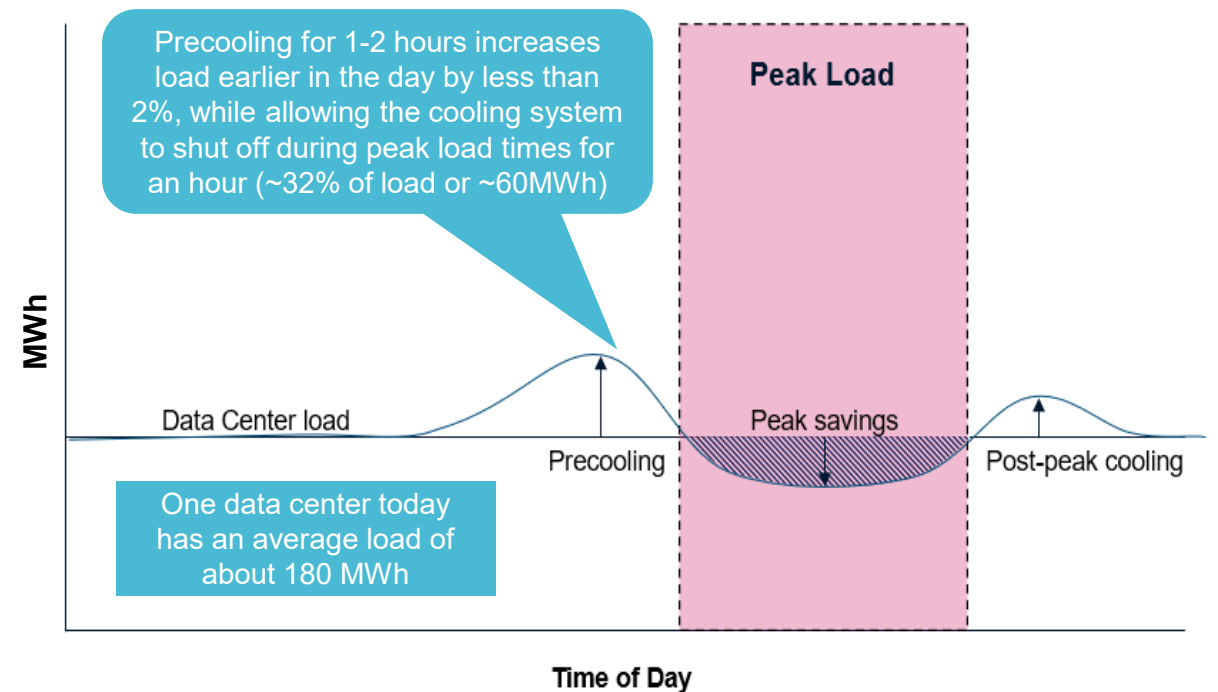 Precooling for 1-2 hours increases
load earlier in the day by less than
2%, while allowing the cooling system
to shut off during peak load times for
an hour (~32% of load or ~60MWh)
Peak Load
MWh
Data Center load
Peak savings
Precooling
Post-peak cooling
One data center today
has an average load of
about 180 MWh
Time of Day